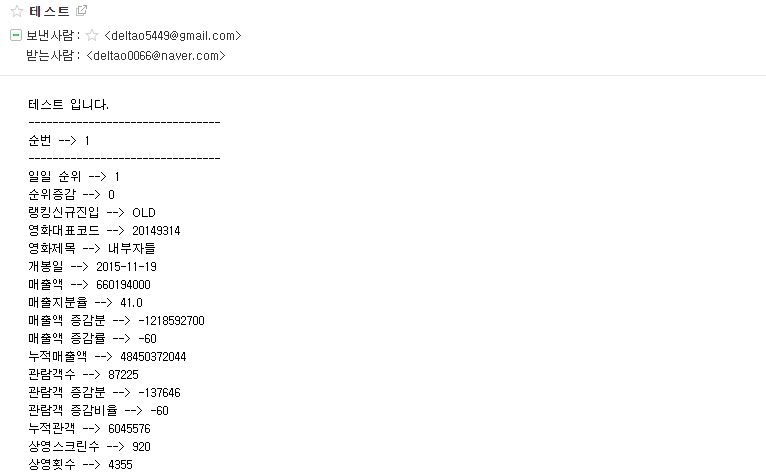 테스트
보낸사람 : <deltao5449@gmail.com>
받는사람 : <deltao0066@naver.com>
테스트 입니다.
--------------------------------
순번 --> 1
--------------------------------
일일 순위 --> 1
순위증감 --> 0
랭킹신규진입 --> OLD
영화대표코드 --> 20149314
영화제목 --> 내부자들
개봉일 --> 2015-11-19
매출액 --> 660194000
매출지분율 --> 41.0
매출액 증감분 --> -1218592700
매출액 증감률 --> -60
누적매출액 --> 48450372044
관람객수 --> 87225
관람객 증감분 --> -137646
관람객 증감비율 --> -60
누적관객 --> 6045576
상영스크린수 --> 920
상영횟수 --> 4355